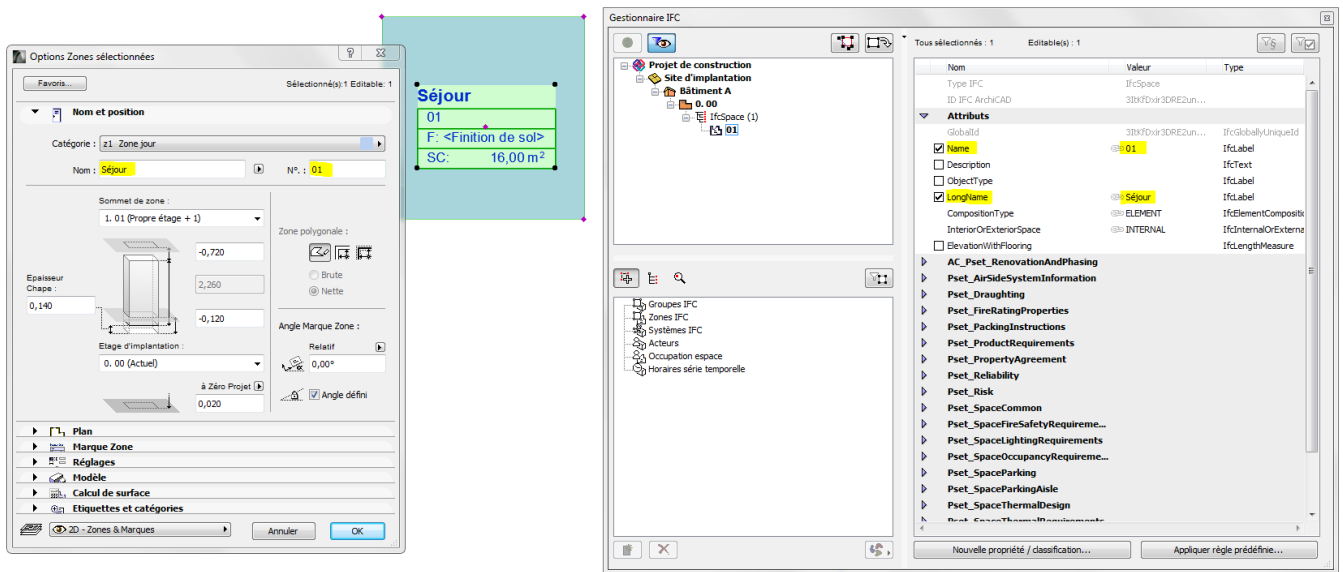 Options Zones sélectionnées
Favoris...
Sélectionné(s):1 Editable: 1
Nom et position
Catégorie : z1 Zone jour
Nom : Séjour N°. : 01
Sommet de zone :
1. 01 (Propre étage + 1)
-0,720
2,260
-0,120
Epaisseur
Chape :
0,140
Zone polygonale :
Brute
Nette
Angle Marque Zone :
Relatif
0,00°
Angle défini
Etage d'implantation :
0. 00 (Actuel)
à Zéro Projet
0,020
Plan
Marque Zone
Réglages
Modèle
Calcul de surface
Etiquettes et catégories
2D - Zones & Marques
Annuler
OK
Séjour
01
F: <Finition de sol>
SC: 16,00 m²
Gestionnaire IFC
Projet de construction
Site d'implantation
Bâtiment A
0. 00
IfcSpace (1)
01
Groupes IFC
Zones IFC
Systèmes IFC
Acteurs
Occupation espace
Horaires série temporelle
Tous sélectionnés : 1 Editable(s) : 1
Nom Valeur Type
Type IFC IfcSpace
ID IFC ArchiCAD 3ItKfDxir3DRE2un...
Attributs
GlobalId 3ItKfDxir3DRE2un... IfcGloballyUniqueId
Name 01 IfcLabel
Description IfcText
ObjectType IfcLabel
LongName Séjour IfcLabel
CompositionType ELEMENT IfcElementCompositic
InteriorOrExteriorSpace INTERNAL IfcInternalOrExterna
ElevationWithFlooring IfcLengthMeasure
AC_Pset_RenovationAndPhasing
Pset_AirSideSystemInformation
Pset_Draughting
Pset_FireRatingProperties
Pset_PackingInstructions
Pset_ProductRequirements
Pset_PropertyAgreement
Pset_Reliability
Pset_Risk
Pset_SpaceCommon
Pset_SpaceFireSafetyRequireme...
Pset_SpaceLightingRequirements
Pset_SpaceOccupancyRequireme...
Pset_SpaceParking
Pset_SpaceParkingAisle
Pset_SpaceThermalDesign
Pset_SpaceThermalRequirements
Nouvelle propriété / classification...
Appliquer règle prédéfinie...